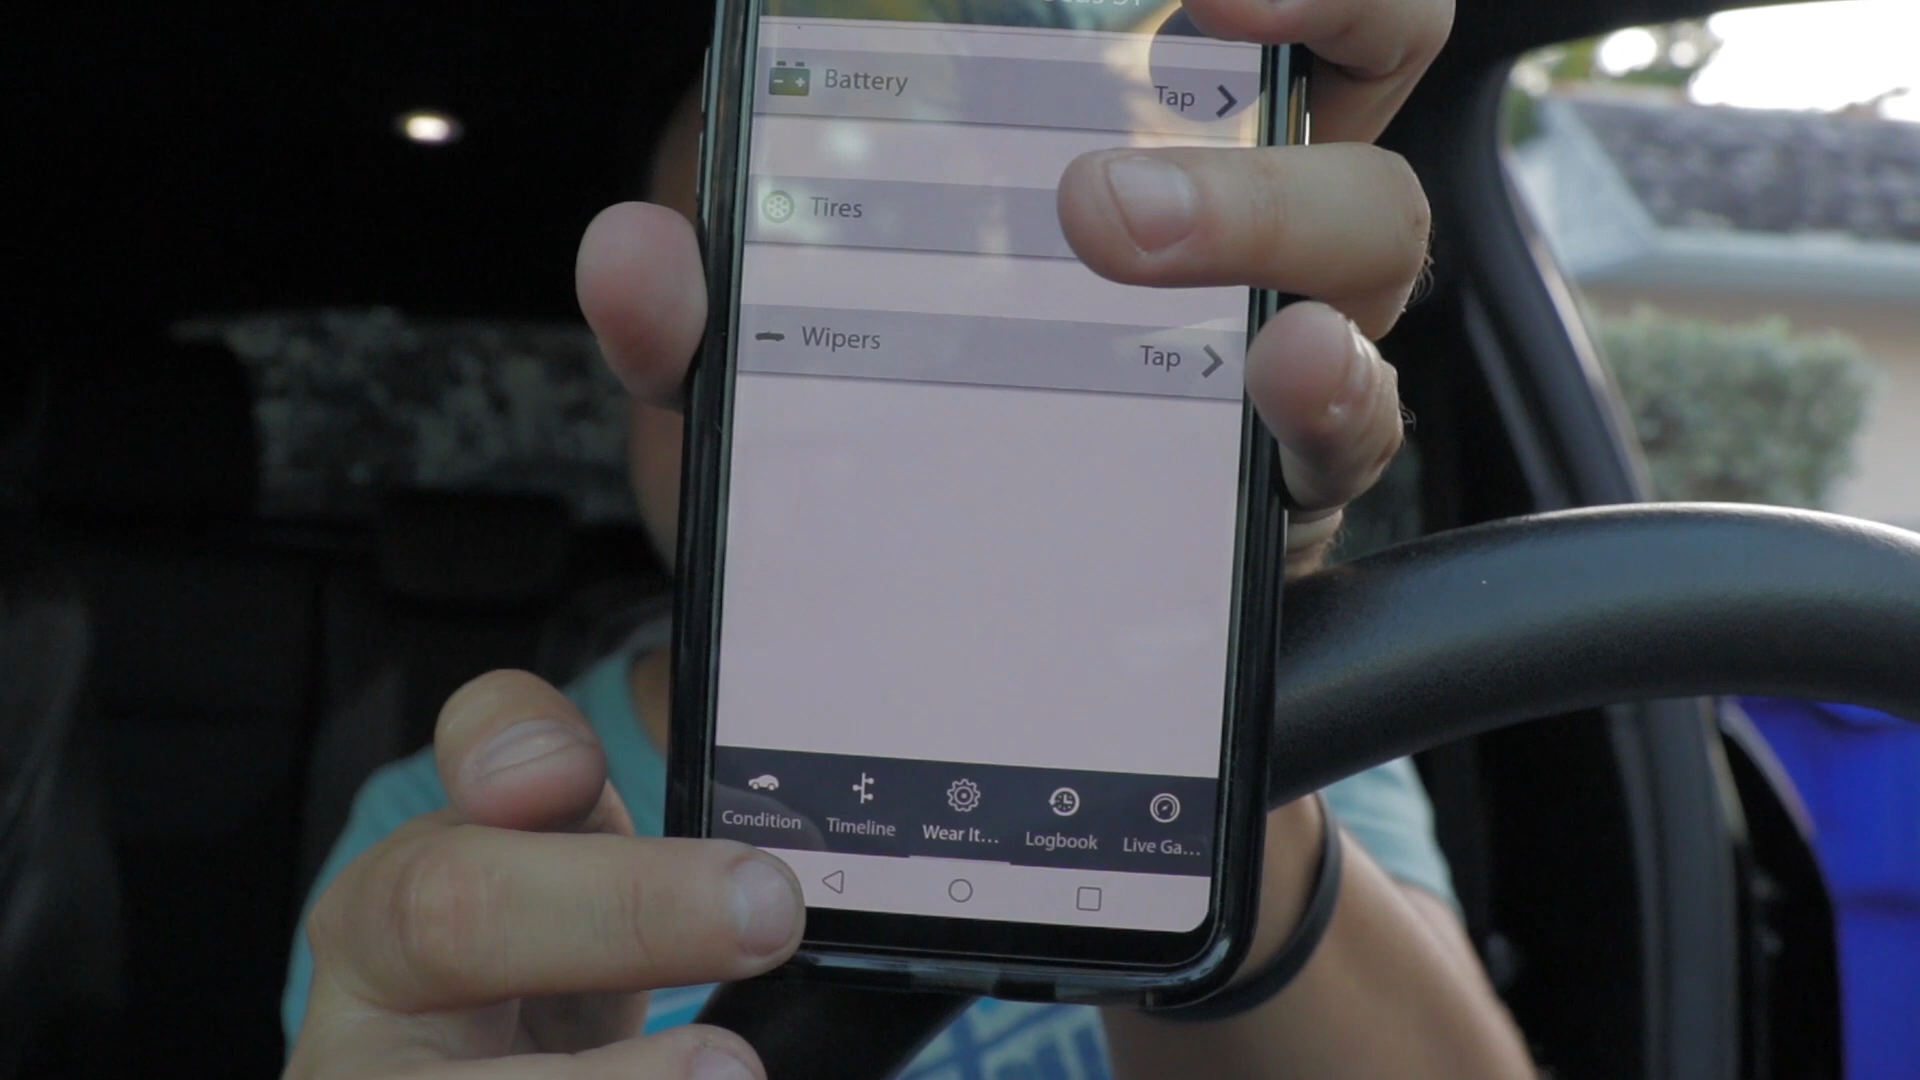 Battery
Tap
Tires
Wipers
Tap
Condition
Timeline
Wear It...
Logbook
Live Ga...